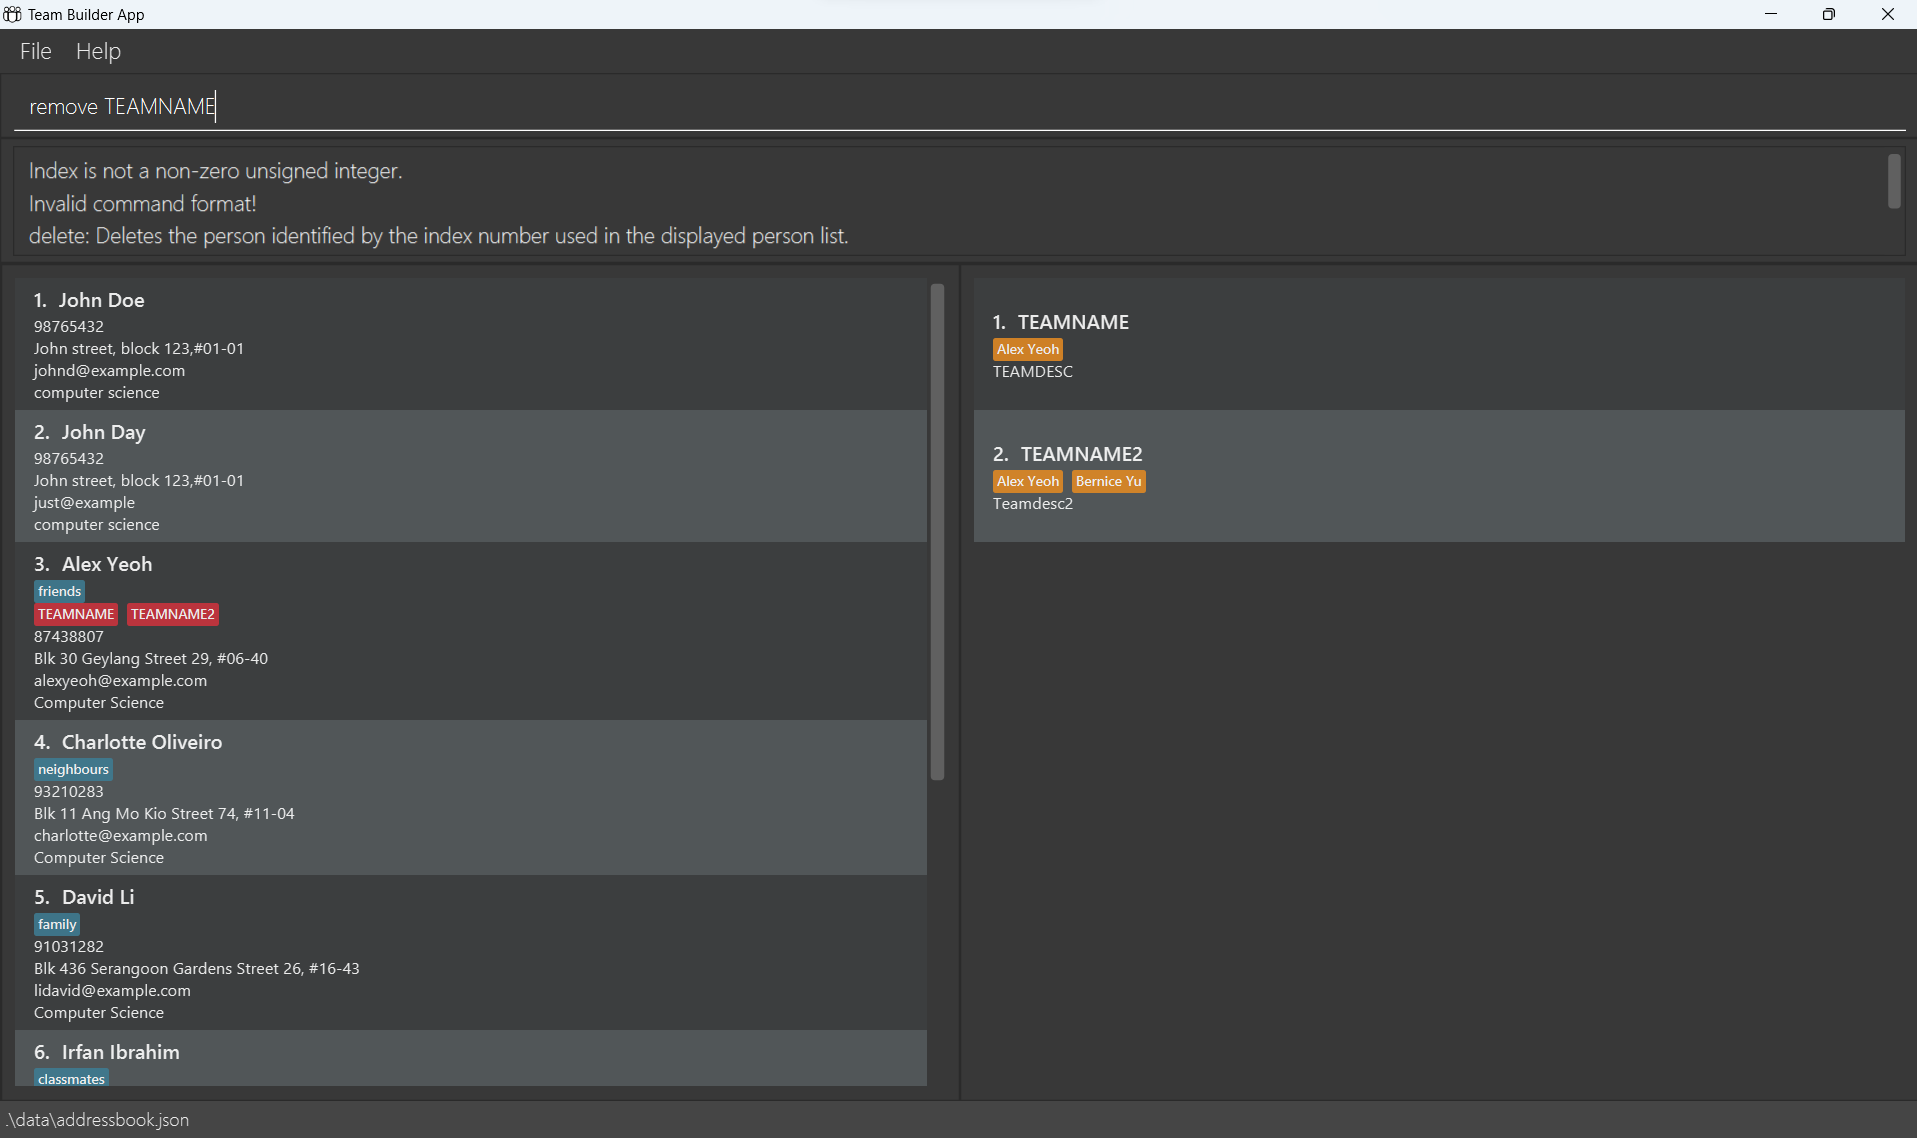 Team Builder App
File Help
remove TEAMNAME
Index is not a non-zero unsigned integer.
Invalid command format!
delete: Deletes the person identified by the index number used in the displayed person list.
1. John Doe
98765432
John street, block 123,#01-01
johnd@example.com
computer science
2. John Day
98765432
John street, block 123,#01-01
just@example
computer science
3. Alex Yeoh
friends
TEAMNAME TEAMNAME2
87438807
Blk 30 Geylang Street 29, #06-40
alexyeoh@example.com
Computer Science
4. Charlotte Oliveiro
neighbours
93210283
Blk 11 Ang Mo Kio Street 74, #11-04
charlotte@example.com
Computer Science
5. David Li
family
91031282
Blk 436 Serangoon Gardens Street 26, #16-43
lidavid@example.com
Computer Science
6. Irfan Ibrahim
classmates
1. TEAMNAME
Alex Yeoh
TEAMDESC
2. TEAMNAME2
Alex Yeoh Bernice Yu
Teamdesc2
.\data\addressbook.json